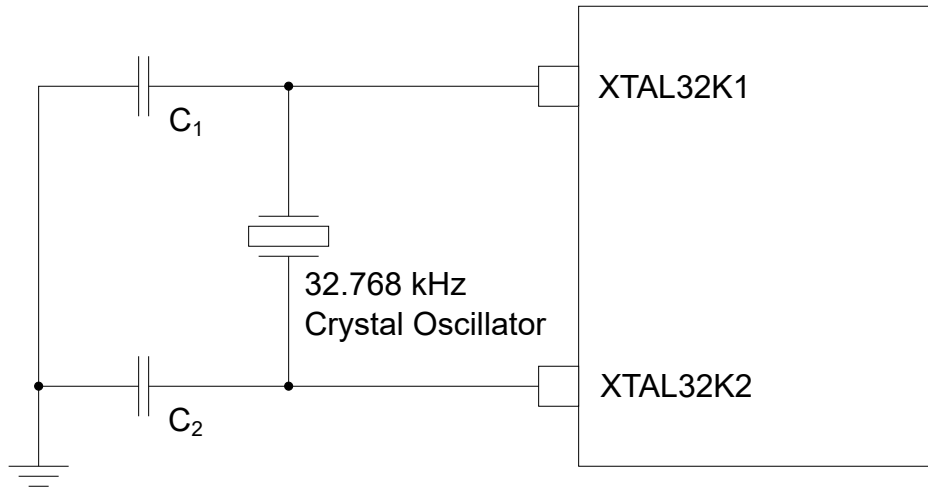 XTAL32K1
C₁
32.768 kHz
Crystal Oscillator
XTAL32K2
C₂